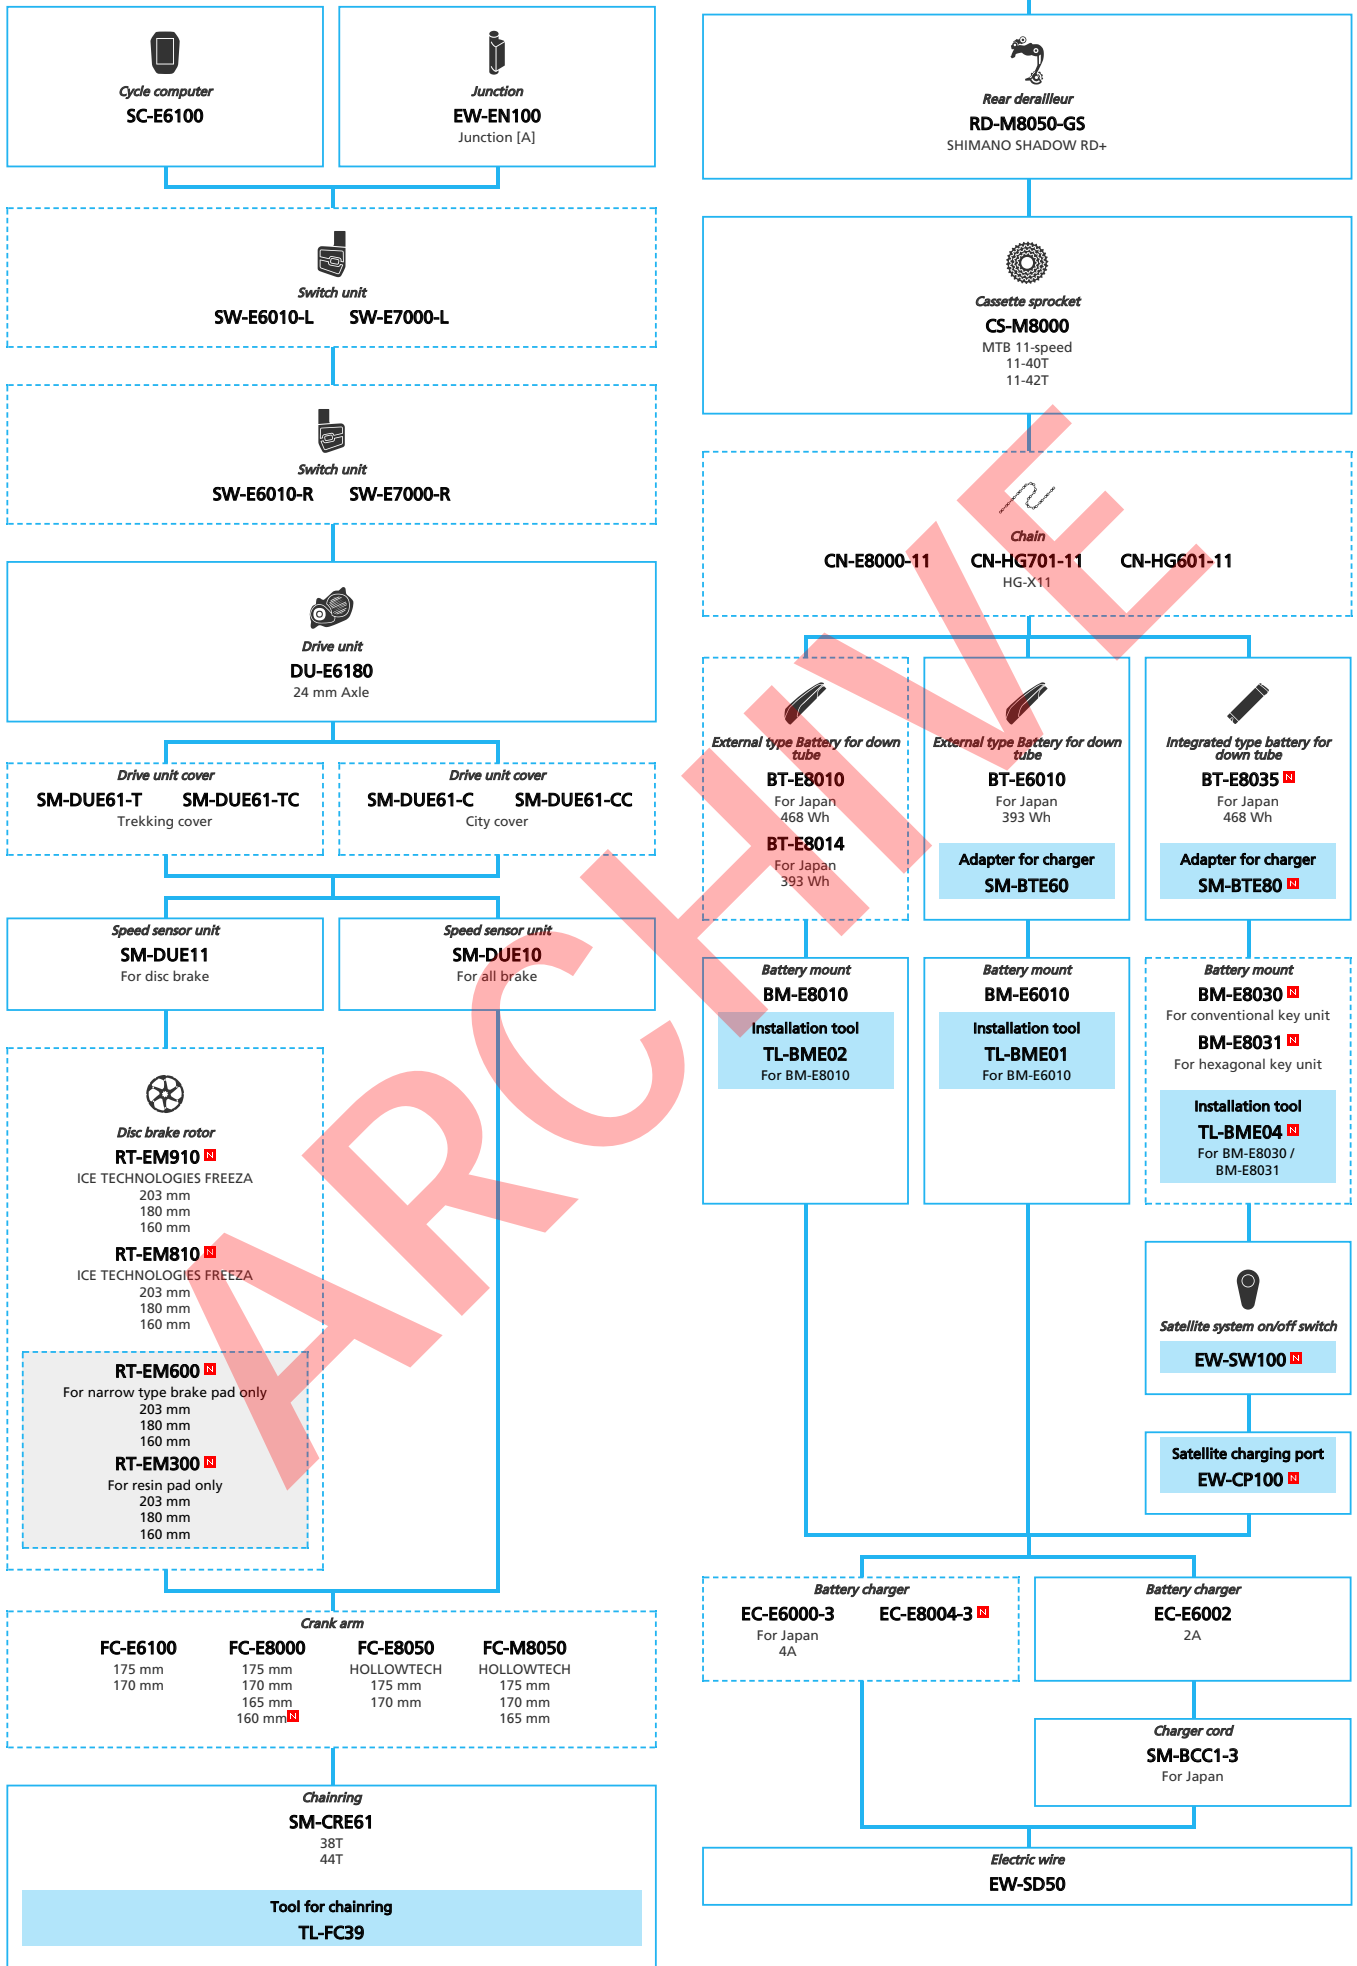 Cycle computer
SC-E6100
Junction
EW-EN100
Junction [A]
Switch unit
SW-E6010-L SW-E7000-L
Switch unit
SW-E6010-R SW-E7000-R
Drive unit
DU-E6180
24 mm Axle
Drive unit cover
SM-DUE61-T SM-DUE61-TC
Trekking cover
Drive unit cover
SM-DUE61-C SM-DUE61-CC
City cover
Speed sensor unit
SM-DUE11
For disc brake
Speed sensor unit
SM-DUE10
For all brake
Disc brake rotor
RT-EM910 N
ICE TECHNOLOGIES FREEZA
203 mm
180 mm
160 mm
RT-EM810 N
ICE TECHNOLOGIES FREEZA
203 mm
180 mm
160 mm
RT-EM600 N
For narrow type brake pad only
203 mm
180 mm
160 mm
RT-EM300 N
For resin pad only
203 mm
180 mm
160 mm
Crank arm
FC-E6100
175 mm
170 mm
FC-E8000
175 mm
170 mm
165 mm
160 mm N
FC-E8050
HOLLOWTECH
175 mm
170 mm
FC-M8050
HOLLOWTECH
175 mm
170 mm
165 mm
Chainring
SM-CRE61
38T
44T
Tool for chainring
TL-FC39
Rear derailleur
RD-M8050-GS
SHIMANO SHADOW RD+
Cassette sprocket
CS-M8000
MTB 11-speed
11-40T
11-42T
Chain
CN-E8000-11 CN-HG701-11 CN-HG601-11
HG-X11
External type Battery for down
tube
BT-E8010
For Japan
468 Wh
BT-E8014
For Japan
393 Wh
External type Battery for down
tube
BT-E6010
For Japan
393 Wh
Adapter for charger
SM-BTE60
Integrated type battery for
down tube
BT-E8035 N
For Japan
468 Wh
Adapter for charger
SM-BTE80 N
Battery mount
BM-E8010
Installation tool
TL-BME02
For BM-E8010
Battery mount
BM-E6010
Installation tool
TL-BME01
For BM-E6010
Battery mount
BM-E8030 N
For conventional key unit
BM-E8031 N
For hexagonal key unit
Installation tool
TL-BME04 N
For BM-E8030 /
BM-E8031
Satellite system on/off switch
EW-SW100 N
Satellite charging port
EW-CP100 N
Battery charger
EC-E6000-3 EC-E8004-3 N
For Japan
4A
Battery charger
EC-E6002
2A
Charger cord
SM-BCC1-3
For Japan
Electric wire
EW-SD50
ARCHIVE